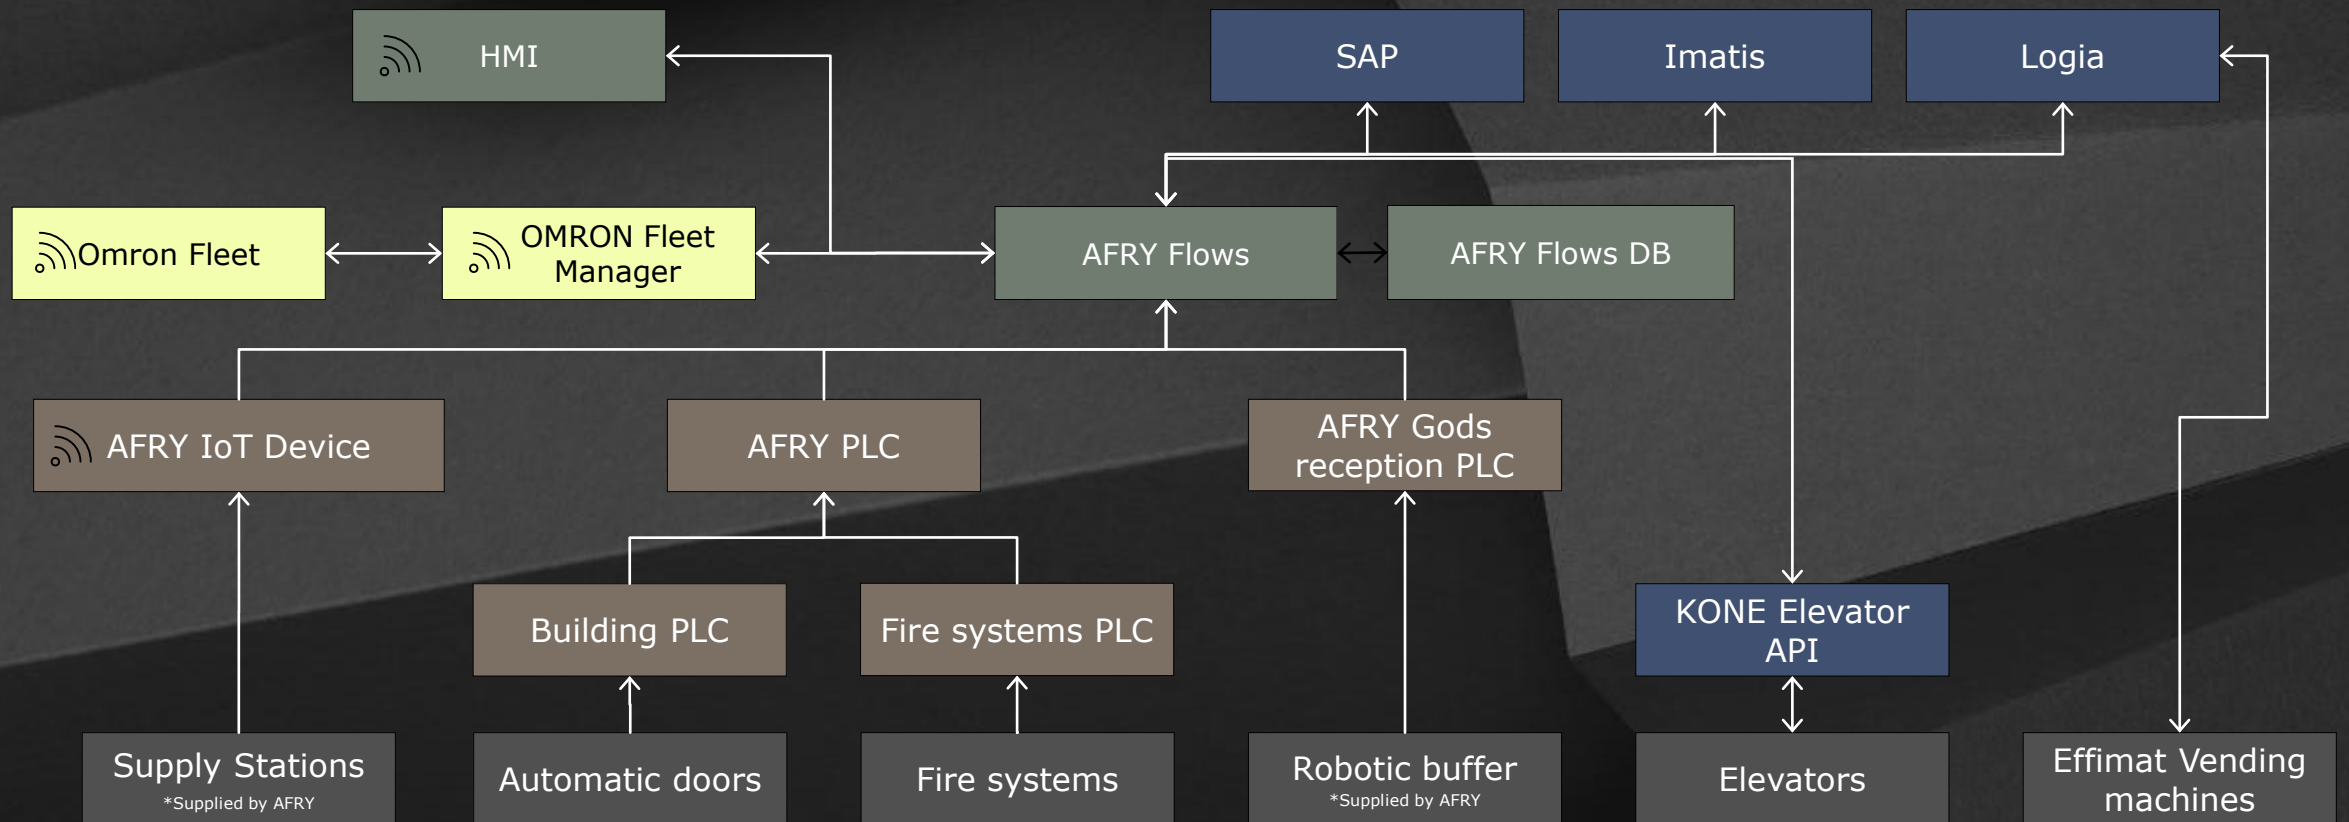 HMI
SAP
Imatis
Logia
Omron Fleet
OMRON Fleet
Manager
AFRY Flows
AFRY Flows DB
AFRY IoT Device
AFRY PLC
AFRY Gods
reception PLC
Building PLC
Fire systems PLC
KONE Elevator
API
Supply Stations
*Supplied by AFRY
Automatic doors
Fire systems
Robotic buffer
*Supplied by AFRY
Elevators
Effimat Vending
machines